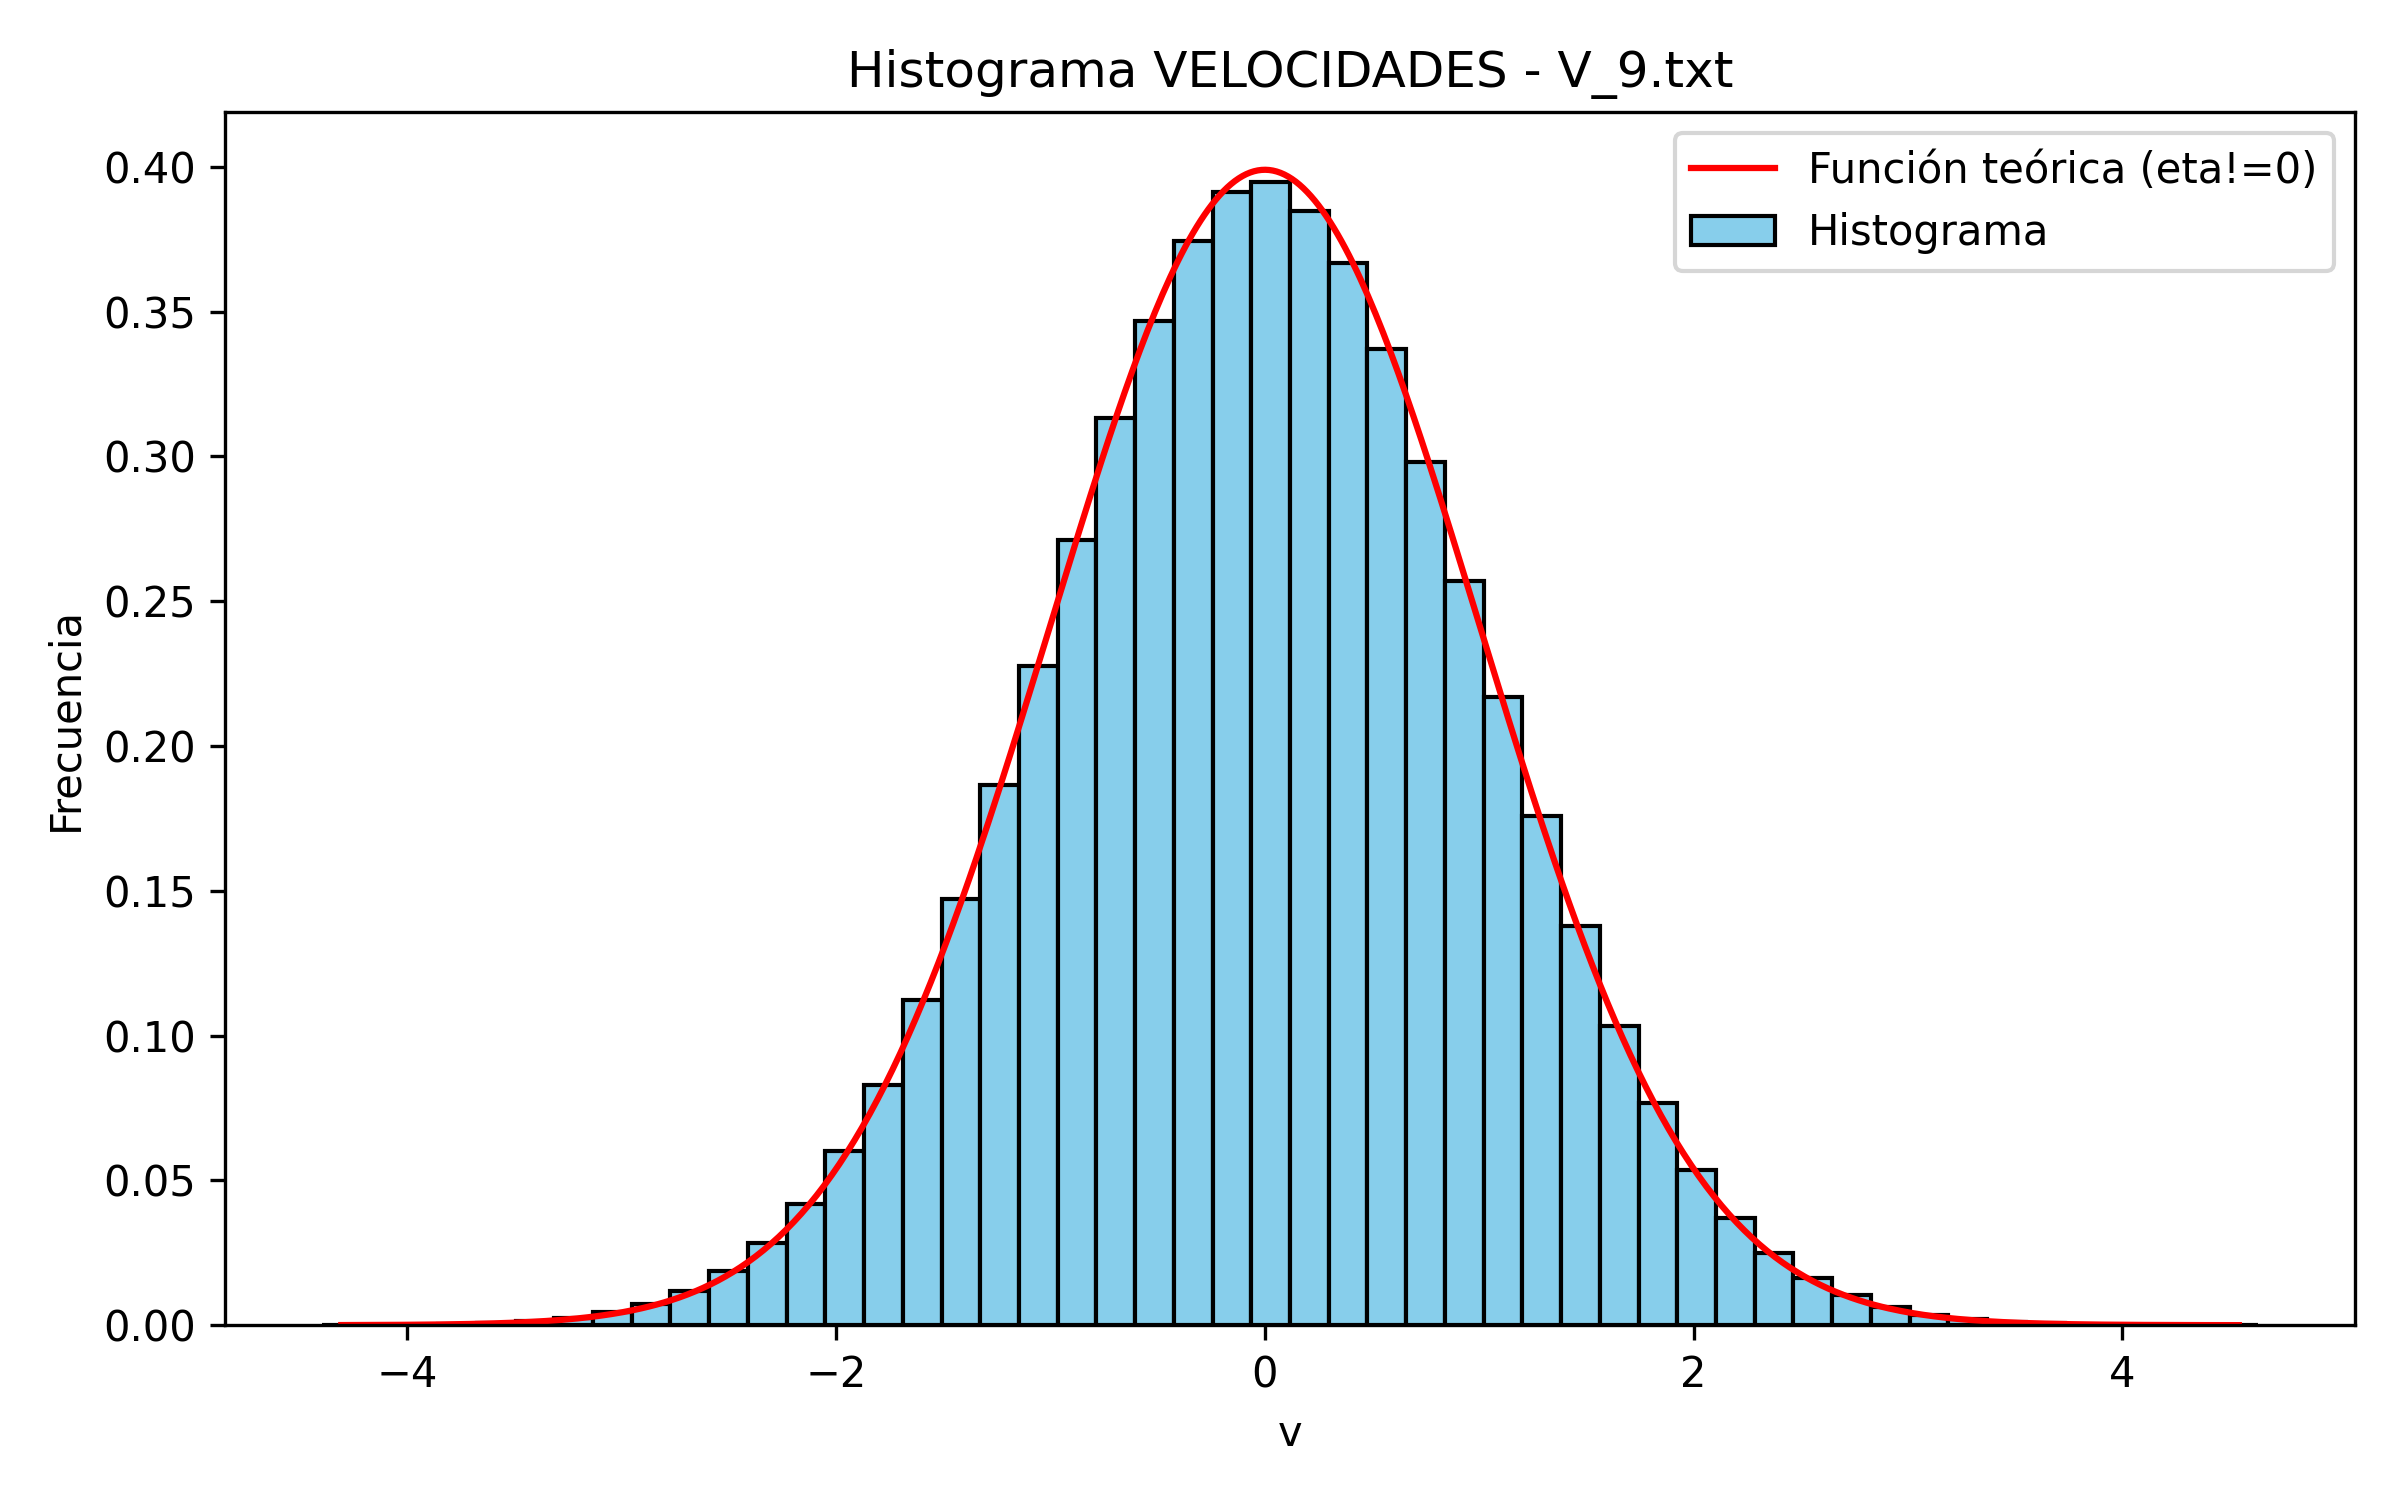 Histograma VELOCIDADES - V_9.txt
Función teórica (eta!=0)
Histograma
Frecuencia
0.40
0.35
0.30
0.25
0.20
0.15
0.10
0.05
0.00
−4
−2
0
2
4
v